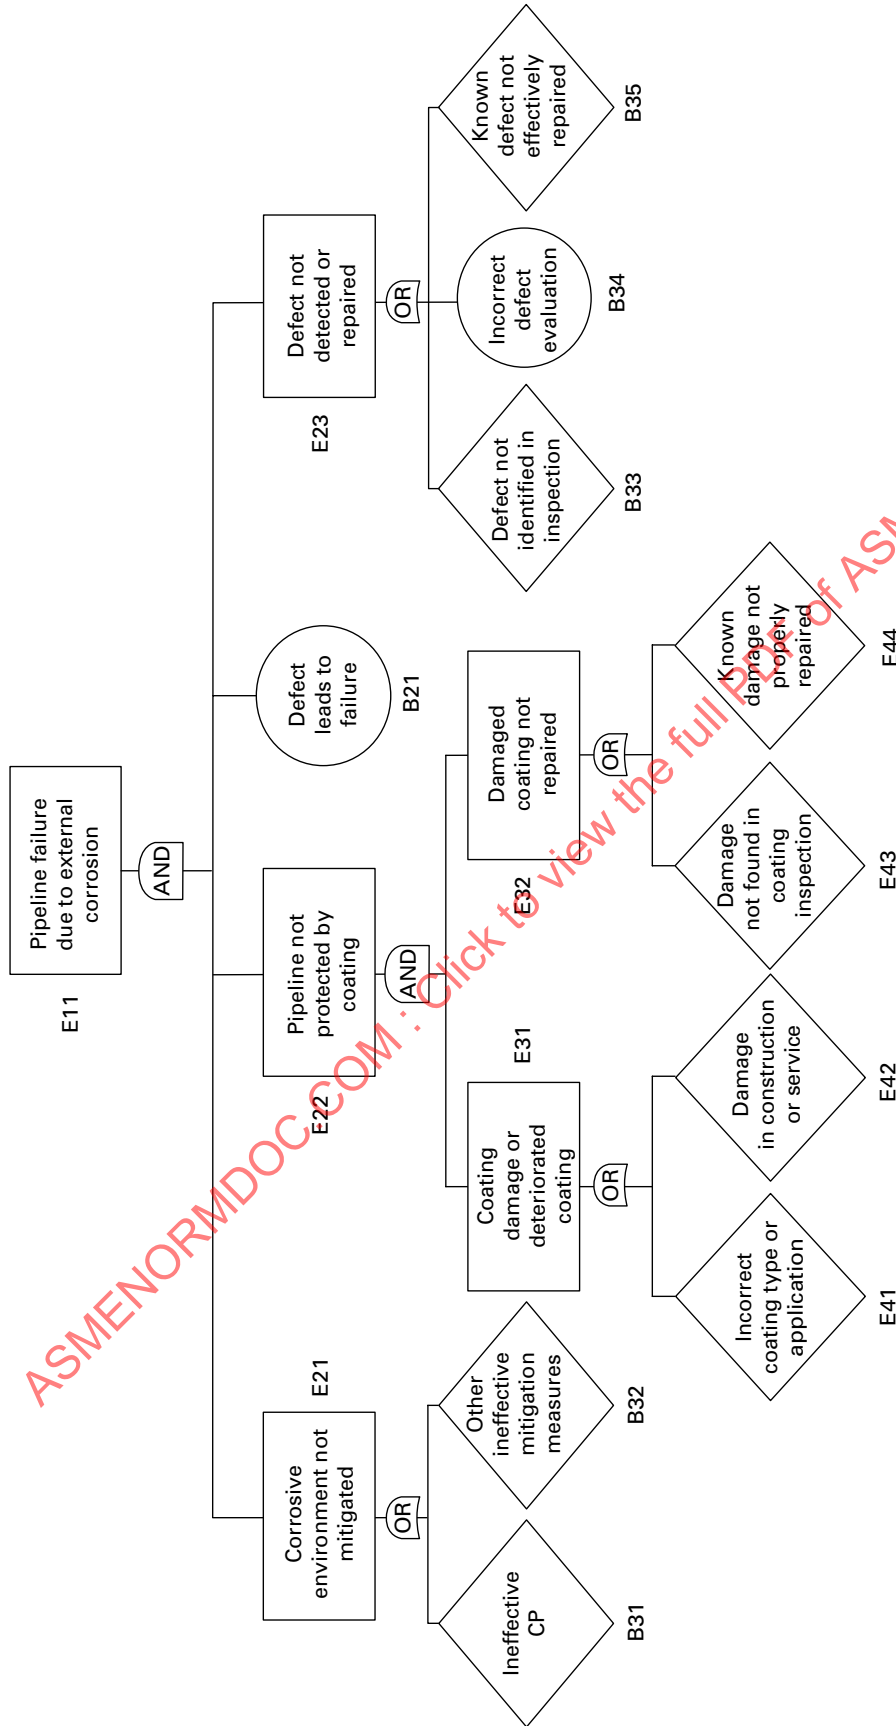 Pipeline failure
due to external
corrosion
E11
AND
Corrosive
environment not
mitigated
E21
OR
Ineffective
CP
B31
Other
ineffective
mitigation
measures
B32
Pipeline not
protected by
coating
E22
AND
Coating
damage or
deteriorated
coating
E31
OR
Incorrect
coating type or
application
E41
Damage
in construction
or service
E42
Damaged
coating not
repaired
E32
OR
Damage
not found in
coating
inspection
E43
Known
damage not
properly
repaired
E44
Defect
leads to
failure
B21
Defect not
detected or
repaired
E23
OR
Defect not
identified in
inspection
B33
Incorrect
defect
evaluation
B34
Known
defect not
effectively
repaired
B35
ASMENORMDOC.COM : Click to view the full PDF of ASM